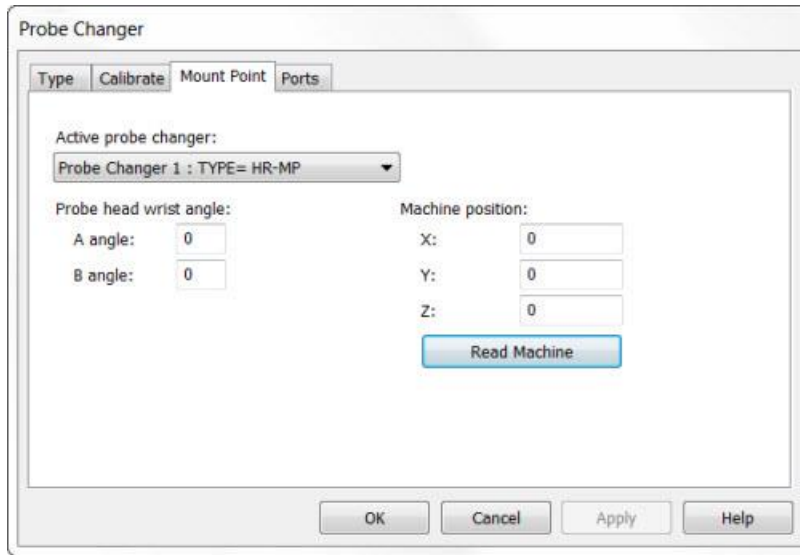 Probe Changer
Type Calibrate Mount Point Ports
Active probe changer:
Probe Changer 1 : TYPE= HR-MP
Probe head wrist angle: Machine position:
A angle: 0 X: 0
B angle: 0 Y: 0
Z: 0
Read Machine
OK Cancel Apply Help